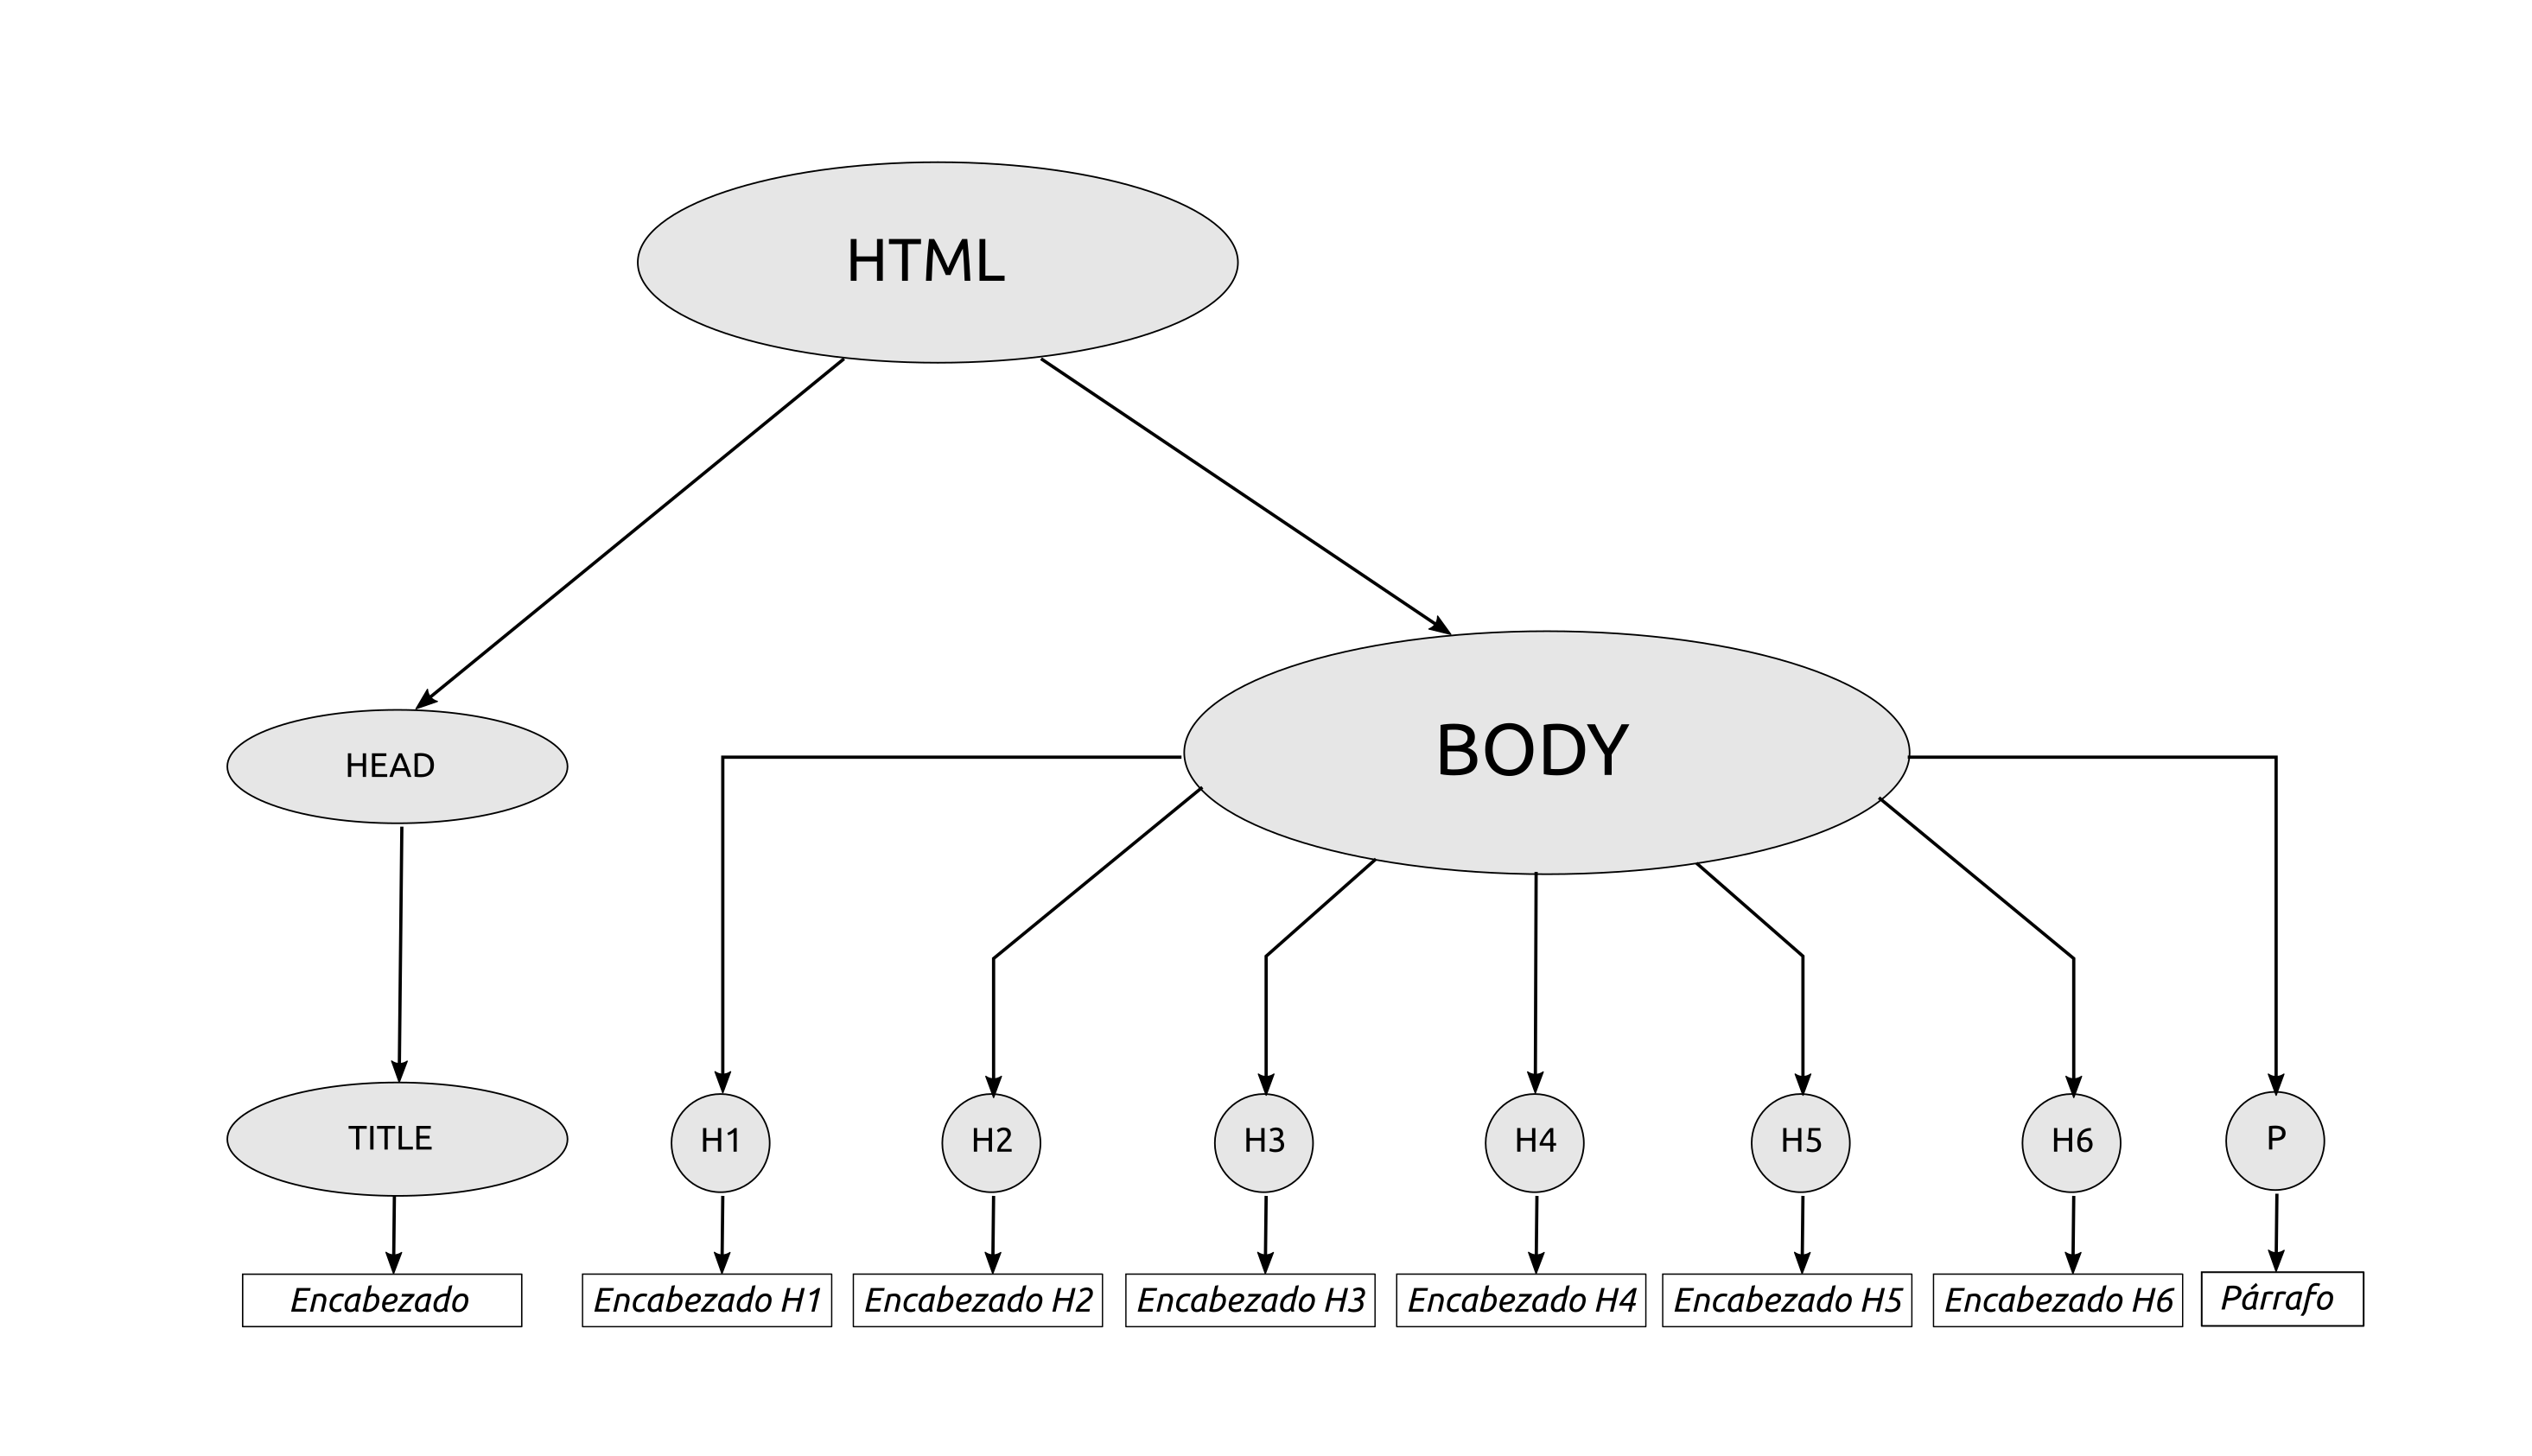 HTML
HEAD
BODY
TITLE
H1
H2
H3
H4
H5
H6
P
Encabezado
Encabezado H1
Encabezado H2
Encabezado H3
Encabezado H4
Encabezado H5
Encabezado H6
Párrafo